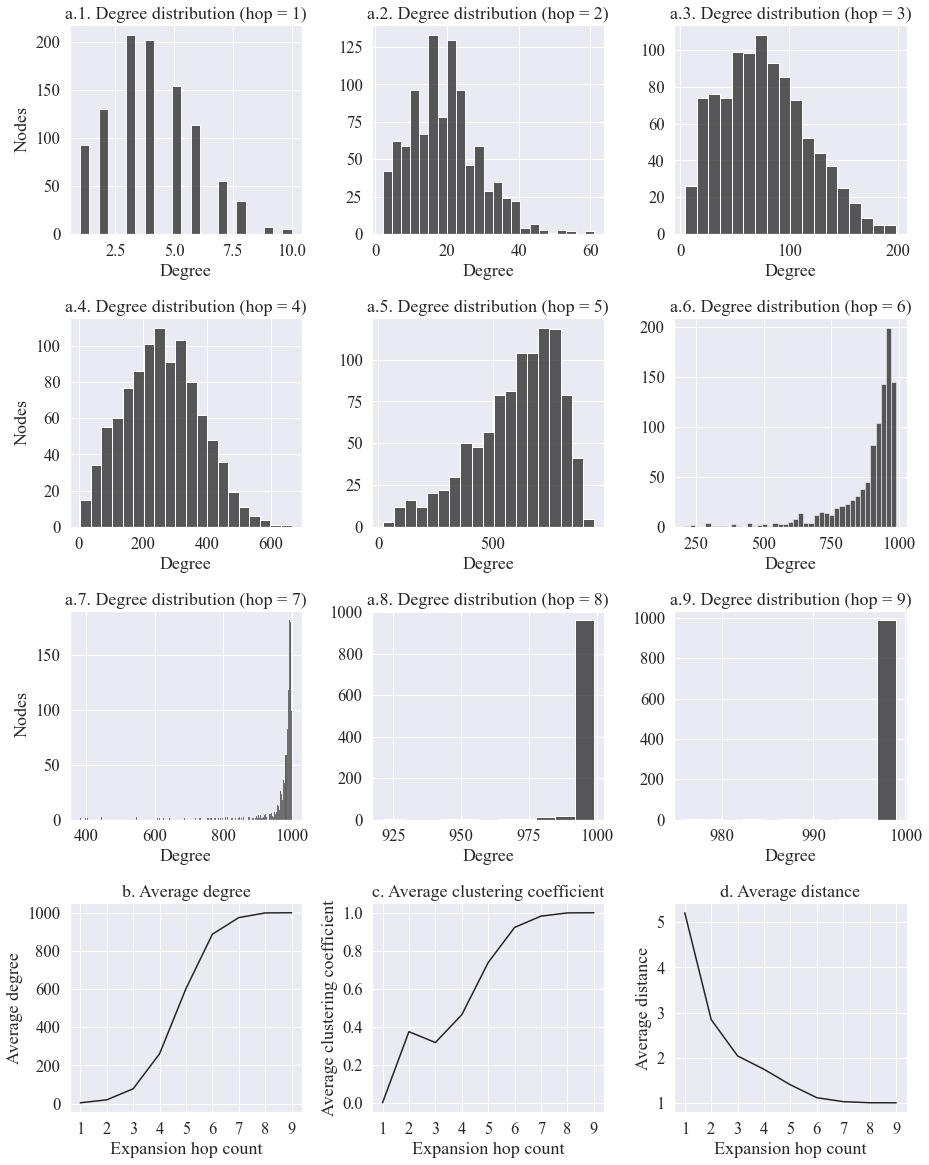 a.1. Degree distribution (hop = 1)
a.2. Degree distribution (hop = 2)
a.3. Degree distribution (hop = 3)
Nodes
200
150
100
50
0
125
100
75
50
25
0
100
80
60
40
20
0
2.5 5.0 7.5 10.0
0 20 40 60
0 100 200
Degree
Degree
Degree
a.4. Degree distribution (hop = 4)
a.5. Degree distribution (hop = 5)
a.6. Degree distribution (hop = 6)
Nodes
100
80
60
40
20
0
100
75
50
25
0
200
150
100
50
0
0 200 400 600
0 500
250 500 750 1000
Degree
Degree
Degree
a.7. Degree distribution (hop = 7)
a.8. Degree distribution (hop = 8)
a.9. Degree distribution (hop = 9)
Nodes
150
100
50
0
1000
800
600
400
200
0
1000
800
600
400
200
0
400 600 800 1000
925 950 975 1000
980 990 1000
Degree
Degree
Degree
b. Average degree
c. Average clustering coefficient
d. Average distance
Average degree
1000
800
600
400
200
0
Average clustering coefficient
1.0
0.8
0.6
0.4
0.2
0.0
Average distance
5
4
3
2
1
1 2 3 4 5 6 7 8 9
1 2 3 4 5 6 7 8 9
1 2 3 4 5 6 7 8 9
Expansion hop count
Expansion hop count
Expansion hop count